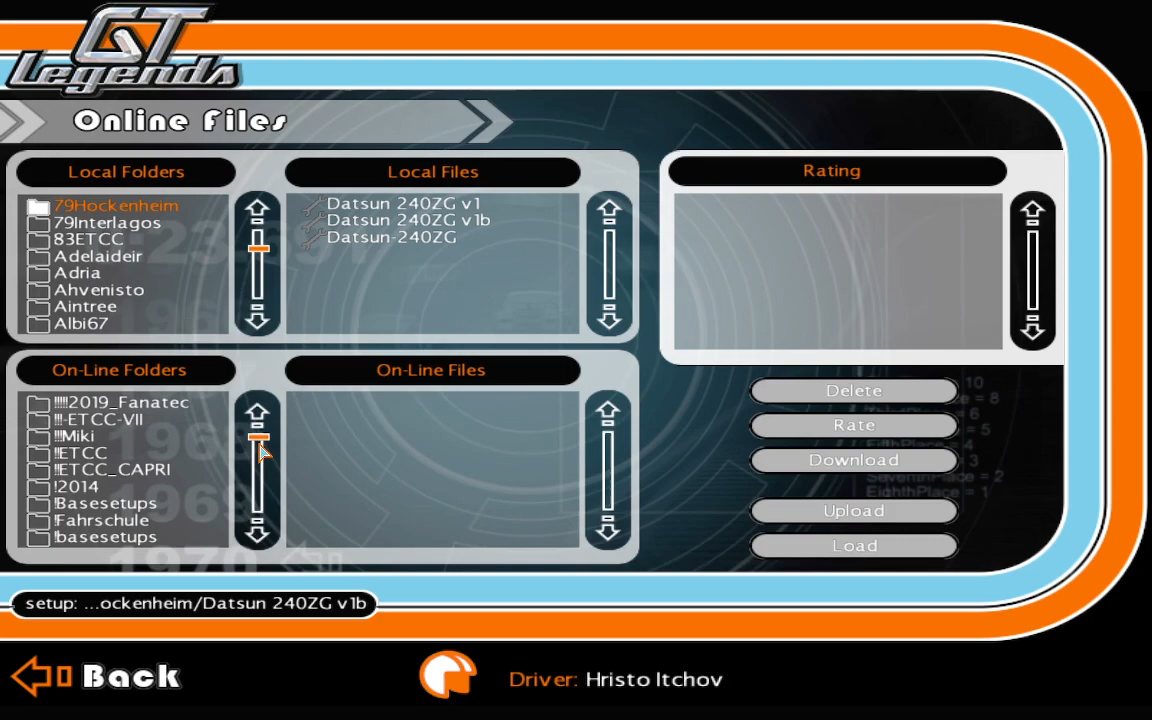 GT
Legends
Online Files
Local Folders
79Hockenheim
79Interlagos
83ETCC
Adelaideir
Adria
Ahvenisto
Aintree
Albi67
Local Files
Datsun 240ZG v1
Datsun 240ZG v1b
Datsun-240ZG
Rating
On-Line Folders
!!!!!2019_Fanatec
!!!-ETCC-VII
!!!Miki
!!ETCC
!!ETCC_CAPRI
!2014
!Basesetups
!Fahrschule
!basesetups
On-Line Files
Delete
Rate
Download
Upload
Load
setup: ...ockenheim/Datsun 240ZG v1b
Back
Driver: Hristo Itchov